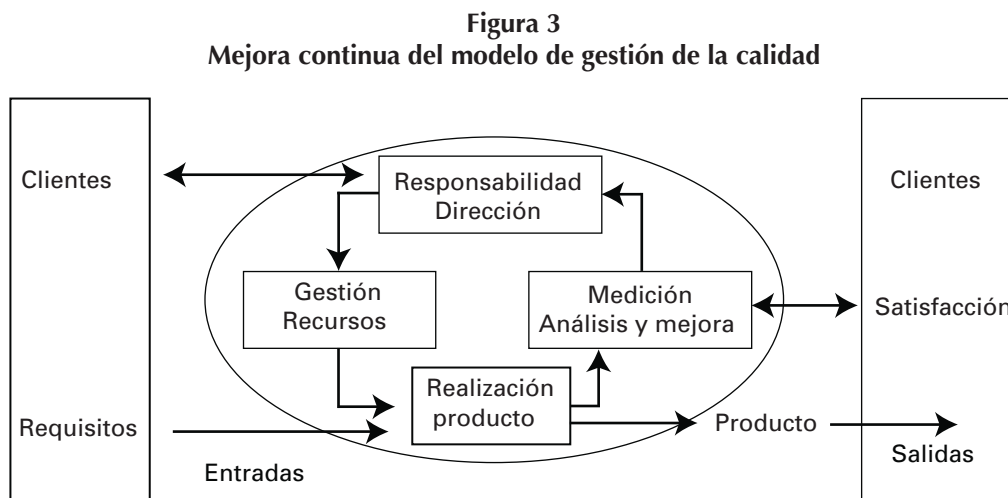 Figura 3
Mejora continua del modelo de gestión de la calidad
Clientes
Responsabilidad
Dirección
Clientes
Gestión
Recursos
Medición
Análisis y mejora
Satisfacción
Realización
producto
Requisitos
Producto
Entradas
Salidas